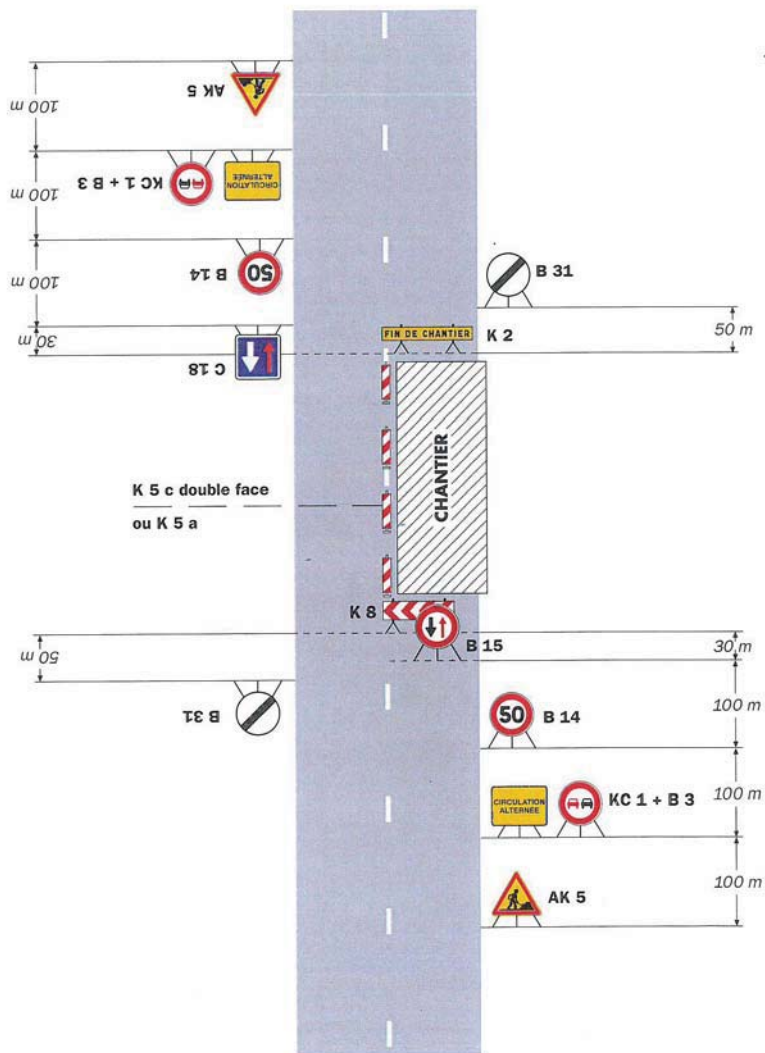 AK 5
100 m
KC 1 + B 3
CIRCULATION
ALTERNÉE
100 m
B 14
50
100 m
C 18
30 m
B 31
50 m
FIN DE CHANTIER
K 2
CHANTIER
K 5 c double face
ou K 5 a
K 8
B 15
30 m
50 m
B 31
50
B 14
100 m
CIRCULATION
ALTERNÉE
KC 1 + B 3
100 m
AK 5
100 m